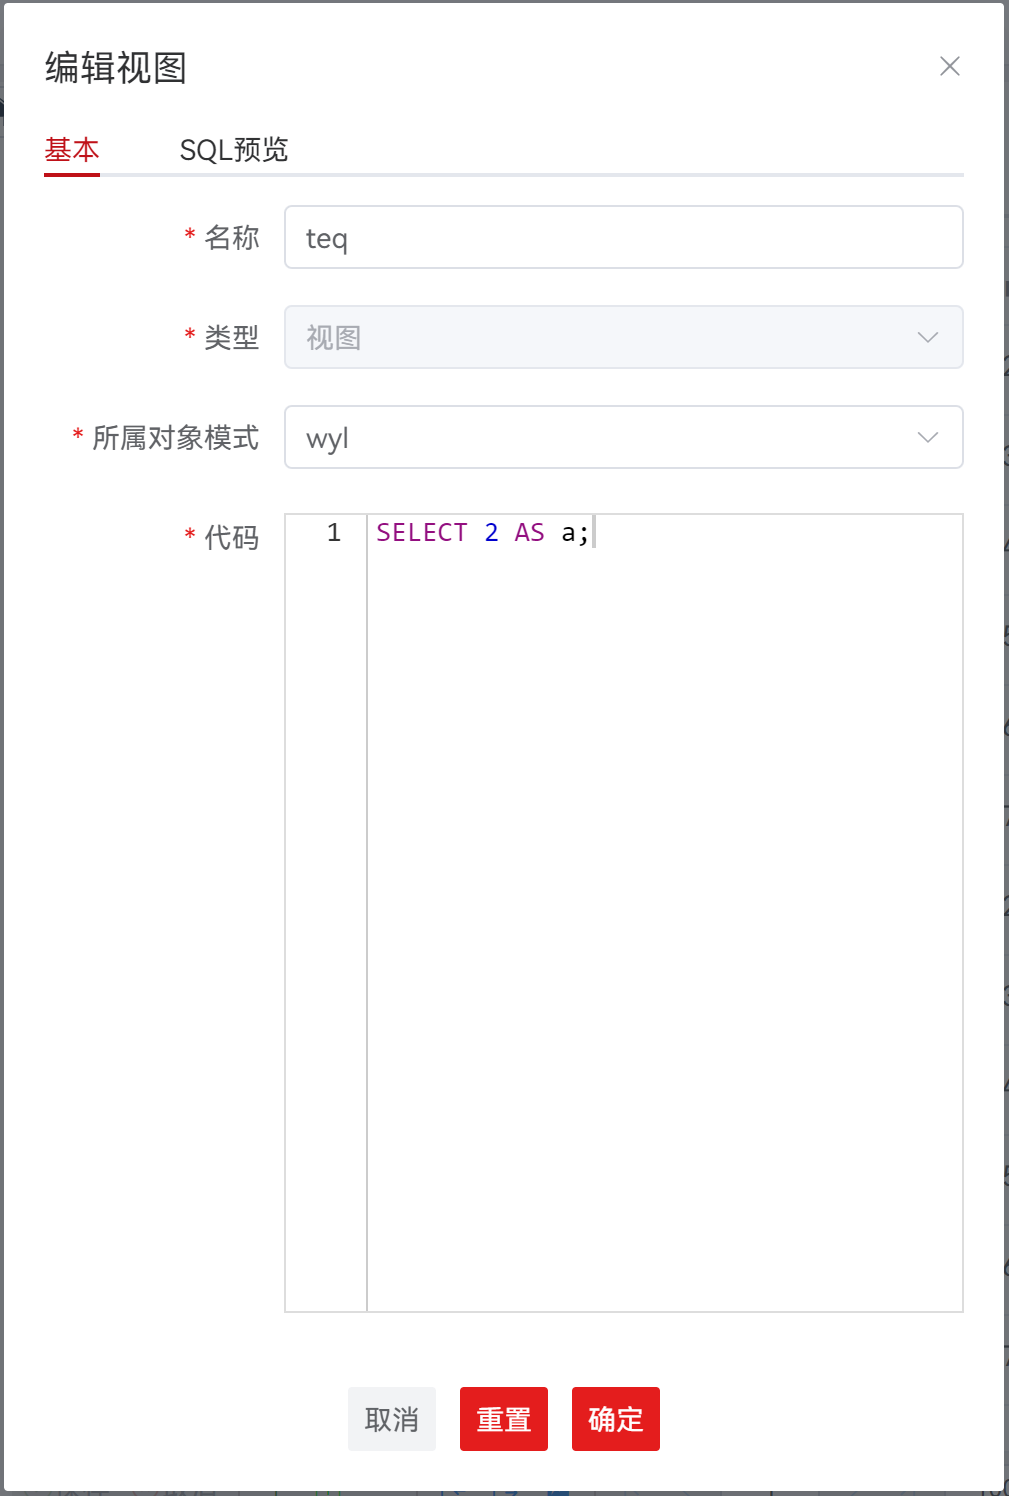 编辑视图
基本 SQL预览
* 名称 teq
* 类型 视图
* 所属对象模式 wyl
* 代码 1 SELECT 2 AS a;
取消 重置 确定